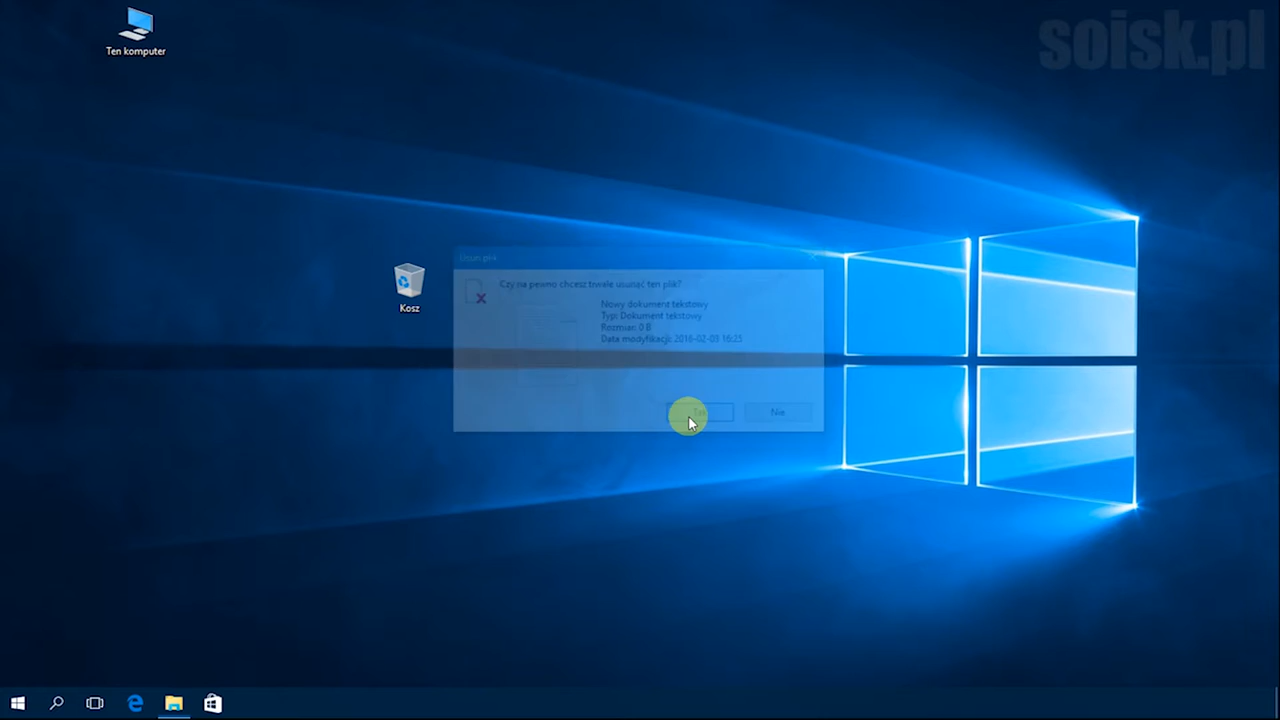 soisk.pl
Ten komputer
Kosz
Usuń plik
Czy na pewno chcesz trwale usunąć ten plik?
Nowy dokument tekstowy
Typ: Dokument tekstowy
Rozmiar: 0 B
Data modyfikacji: 2016-02-03 16:23
Tak
Nie